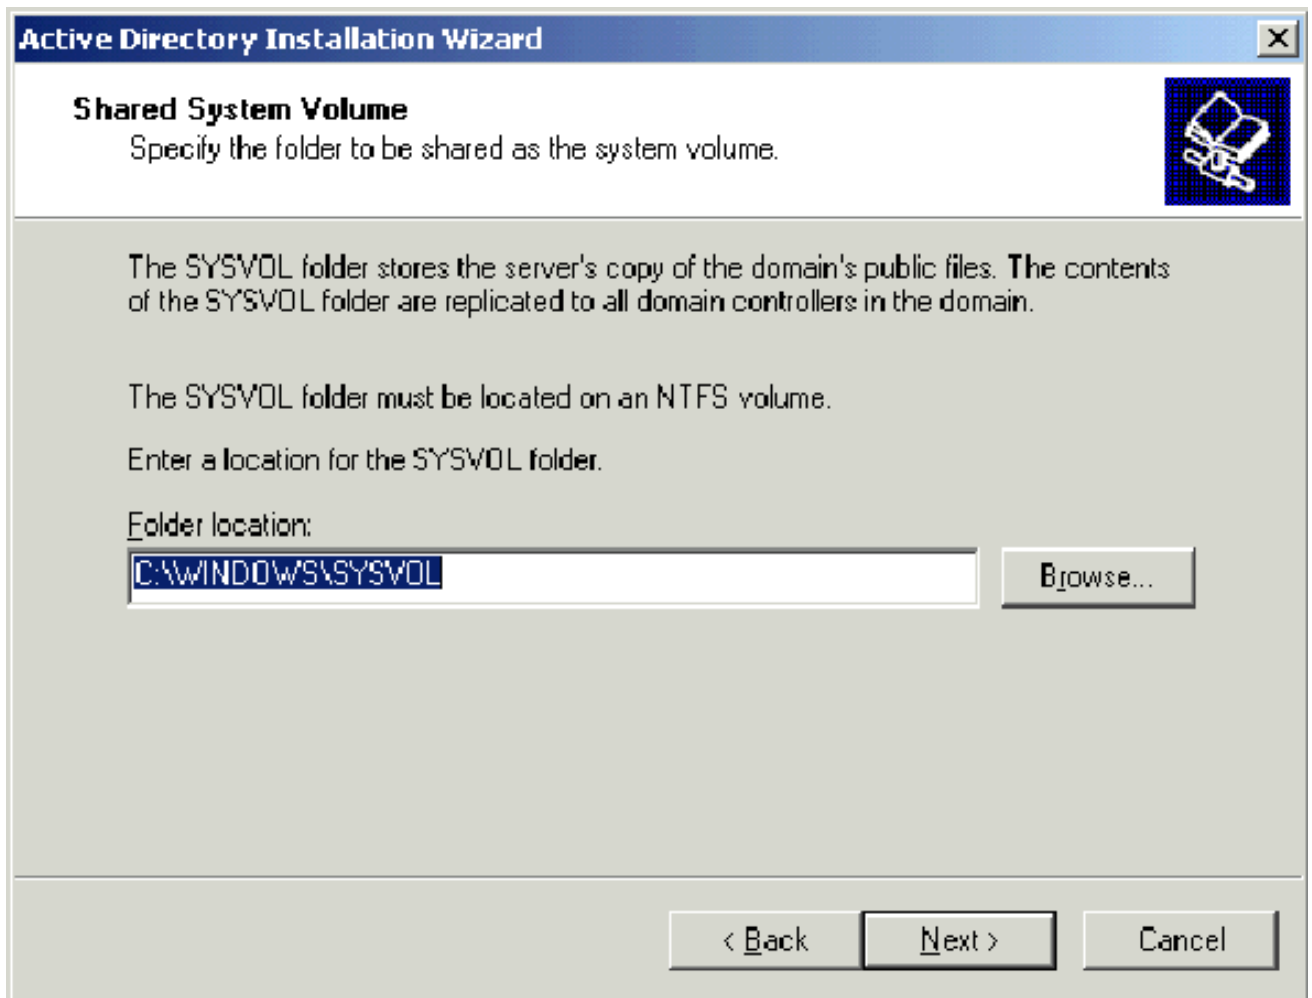 Active Directory Installation Wizard
Shared System Volume
Specify the folder to be shared as the system volume.
The SYSVOL folder stores the server's copy of the domain's public files. The contents
of the SYSVOL folder are replicated to all domain controllers in the domain.
The SYSVOL folder must be located on an NTFS volume.
Enter a location for the SYSVOL folder.
Folder location:
C:\WINDOWS\SYSVOL
Browse...
< Back
Next >
Cancel